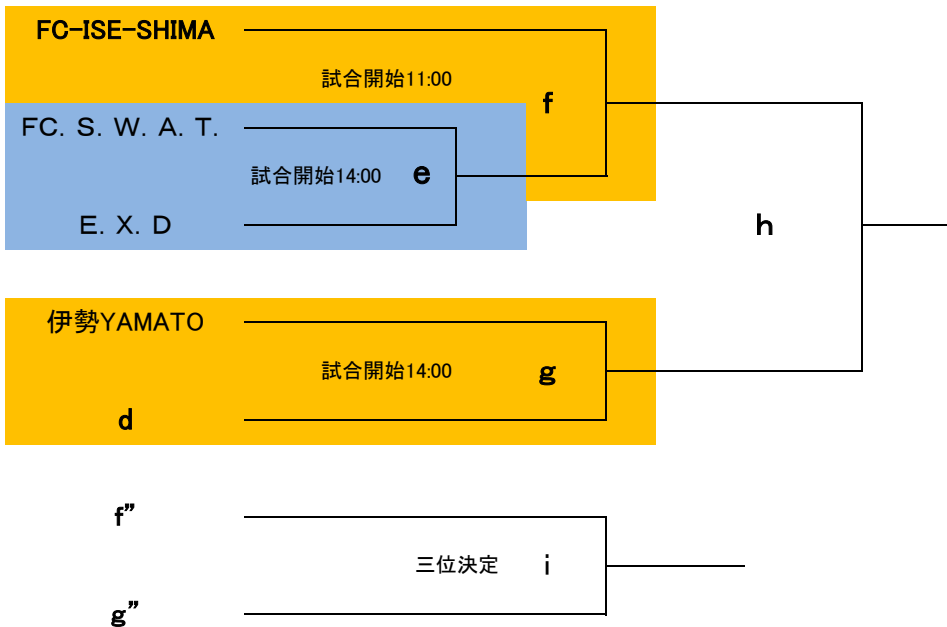 FC-ISE-SHIMA
試合開始11:00
f
FC. S. W. A. T.
試合開始14:00 e
E. X. D
h
伊勢YAMATO
試合開始14:00 g
d
f”
三位決定 i
g”